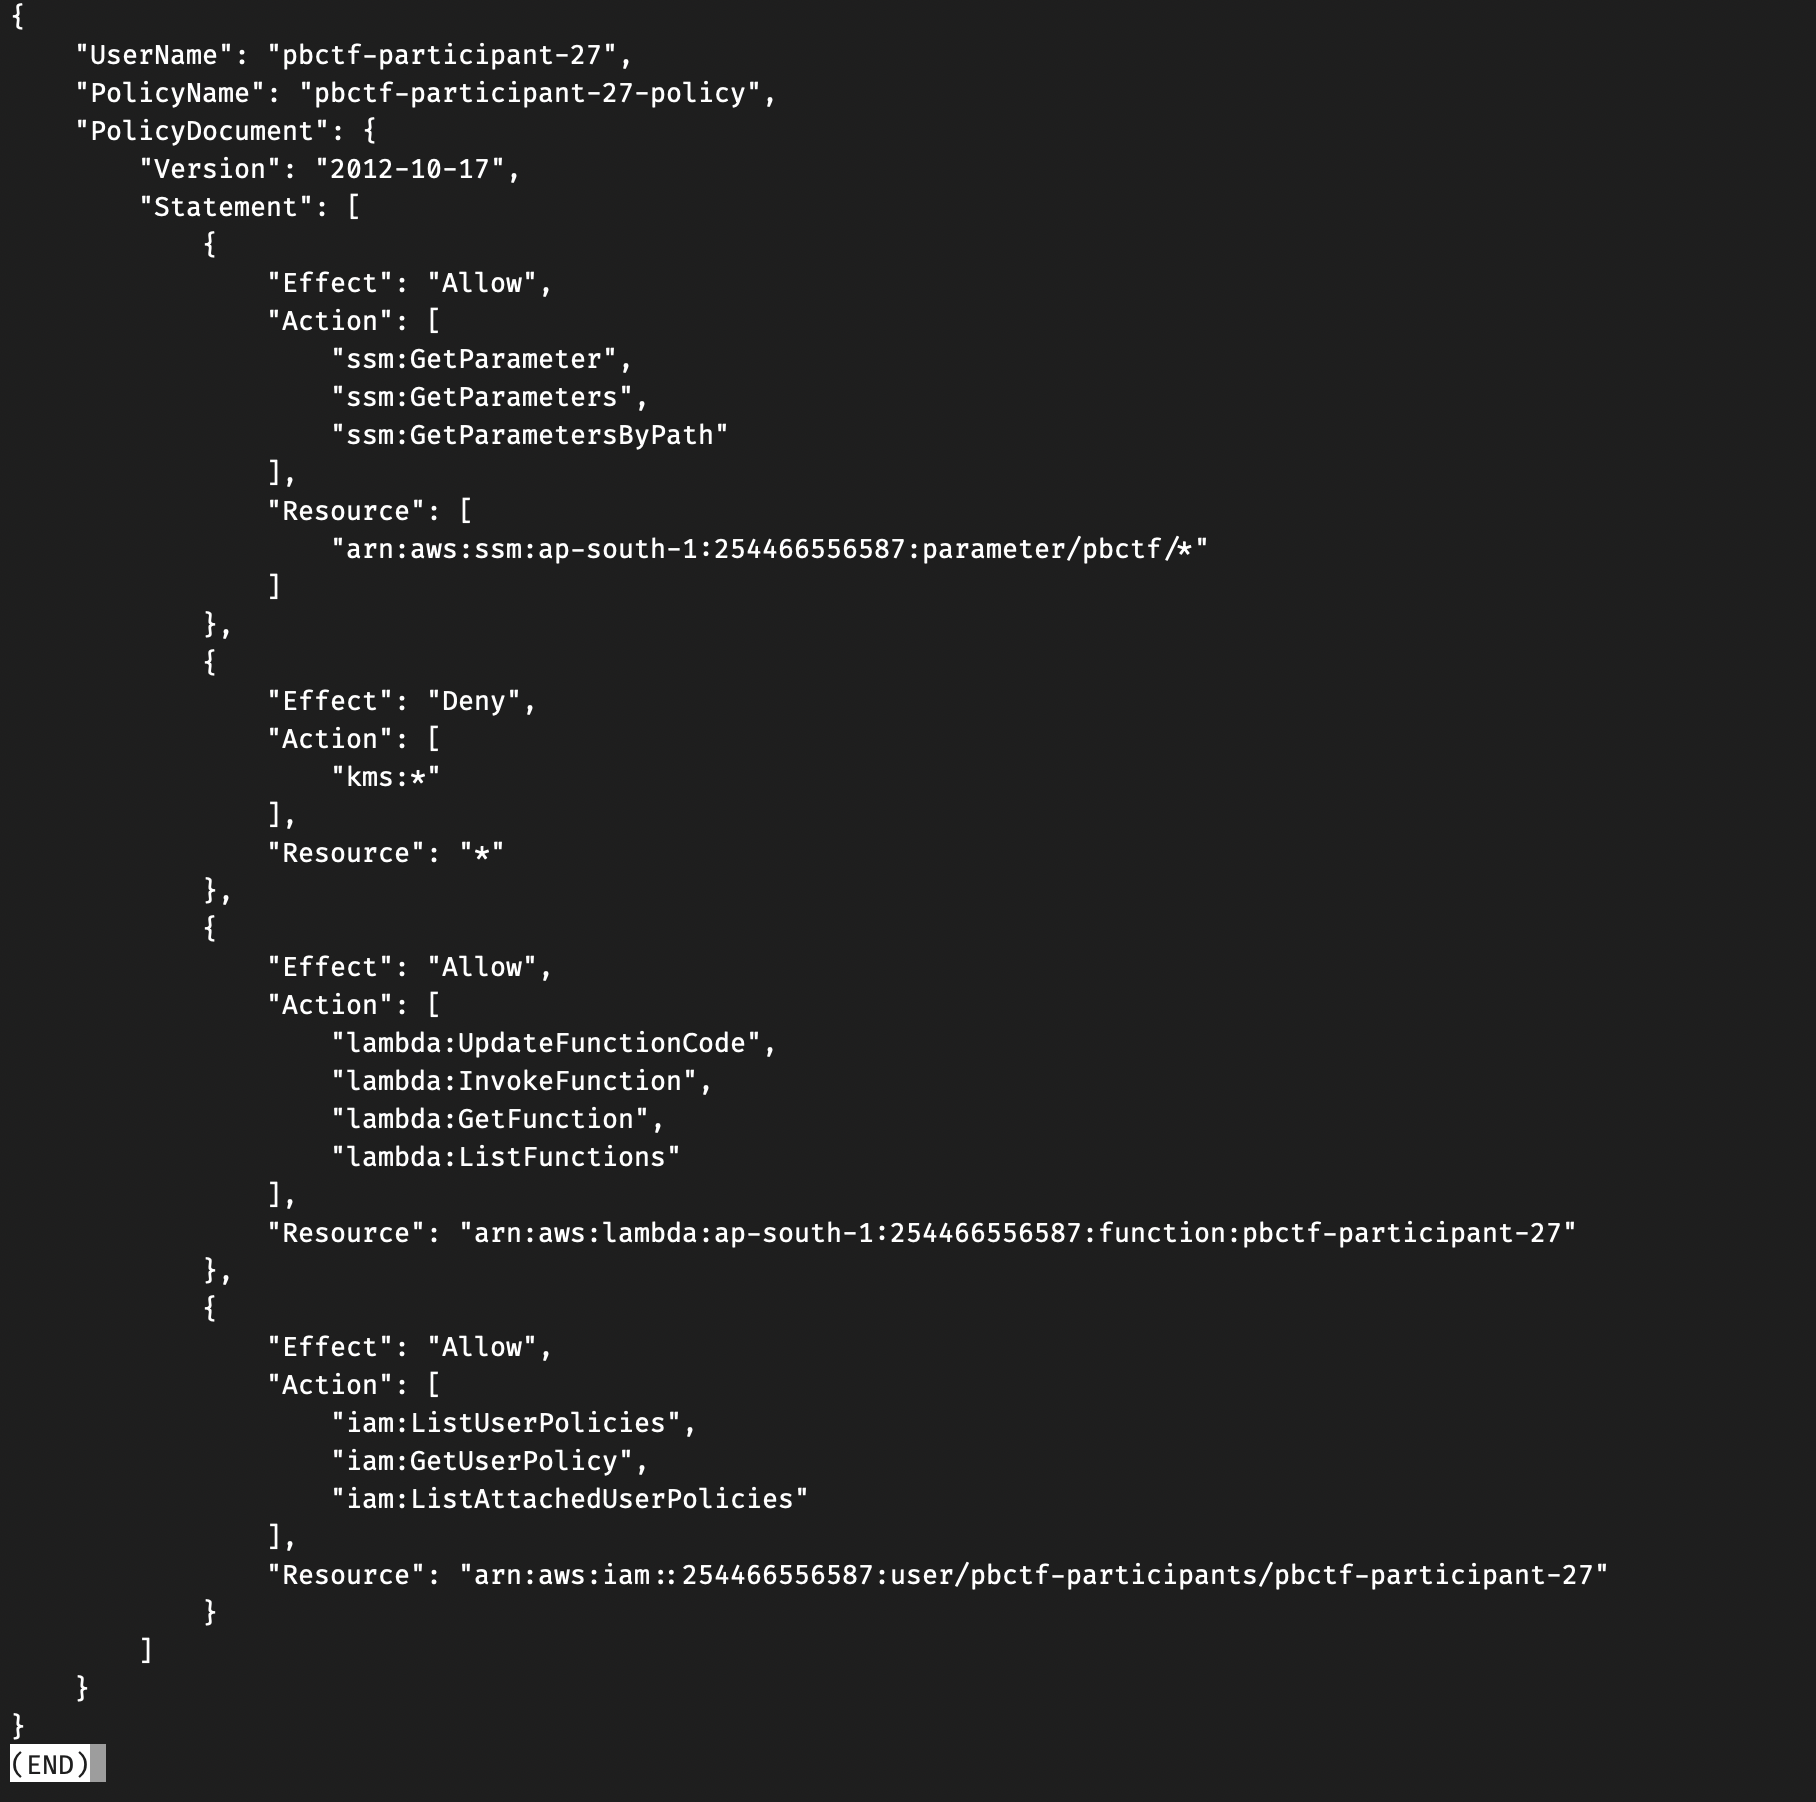 {
    "UserName": "pbctf-participant-27",
    "PolicyName": "pbctf-participant-27-policy",
    "PolicyDocument": {
        "Version": "2012-10-17",
        "Statement": [
            {
                "Effect": "Allow",
                "Action": [
                    "ssm:GetParameter",
                    "ssm:GetParameters",
                    "ssm:GetParametersByPath"
                ],
                "Resource": [
                    "arn:aws:ssm:ap-south-1:254466556587:parameter/pbctf/*"
                ]
            },
            {
                "Effect": "Deny",
                "Action": [
                    "kms:*"
                ],
                "Resource": "*"
            },
            {
                "Effect": "Allow",
                "Action": [
                    "lambda:UpdateFunctionCode",
                    "lambda:InvokeFunction",
                    "lambda:GetFunction",
                    "lambda:ListFunctions"
                ],
                "Resource": "arn:aws:lambda:ap-south-1:254466556587:function:pbctf-participant-27"
            },
            {
                "Effect": "Allow",
                "Action": [
                    "iam:ListUserPolicies",
                    "iam:GetUserPolicy",
                    "iam:ListAttachedUserPolicies"
                ],
                "Resource": "arn:aws:iam::254466556587:user/pbctf-participants/pbctf-participant-27"
            }
        ]
    }
}
(END)